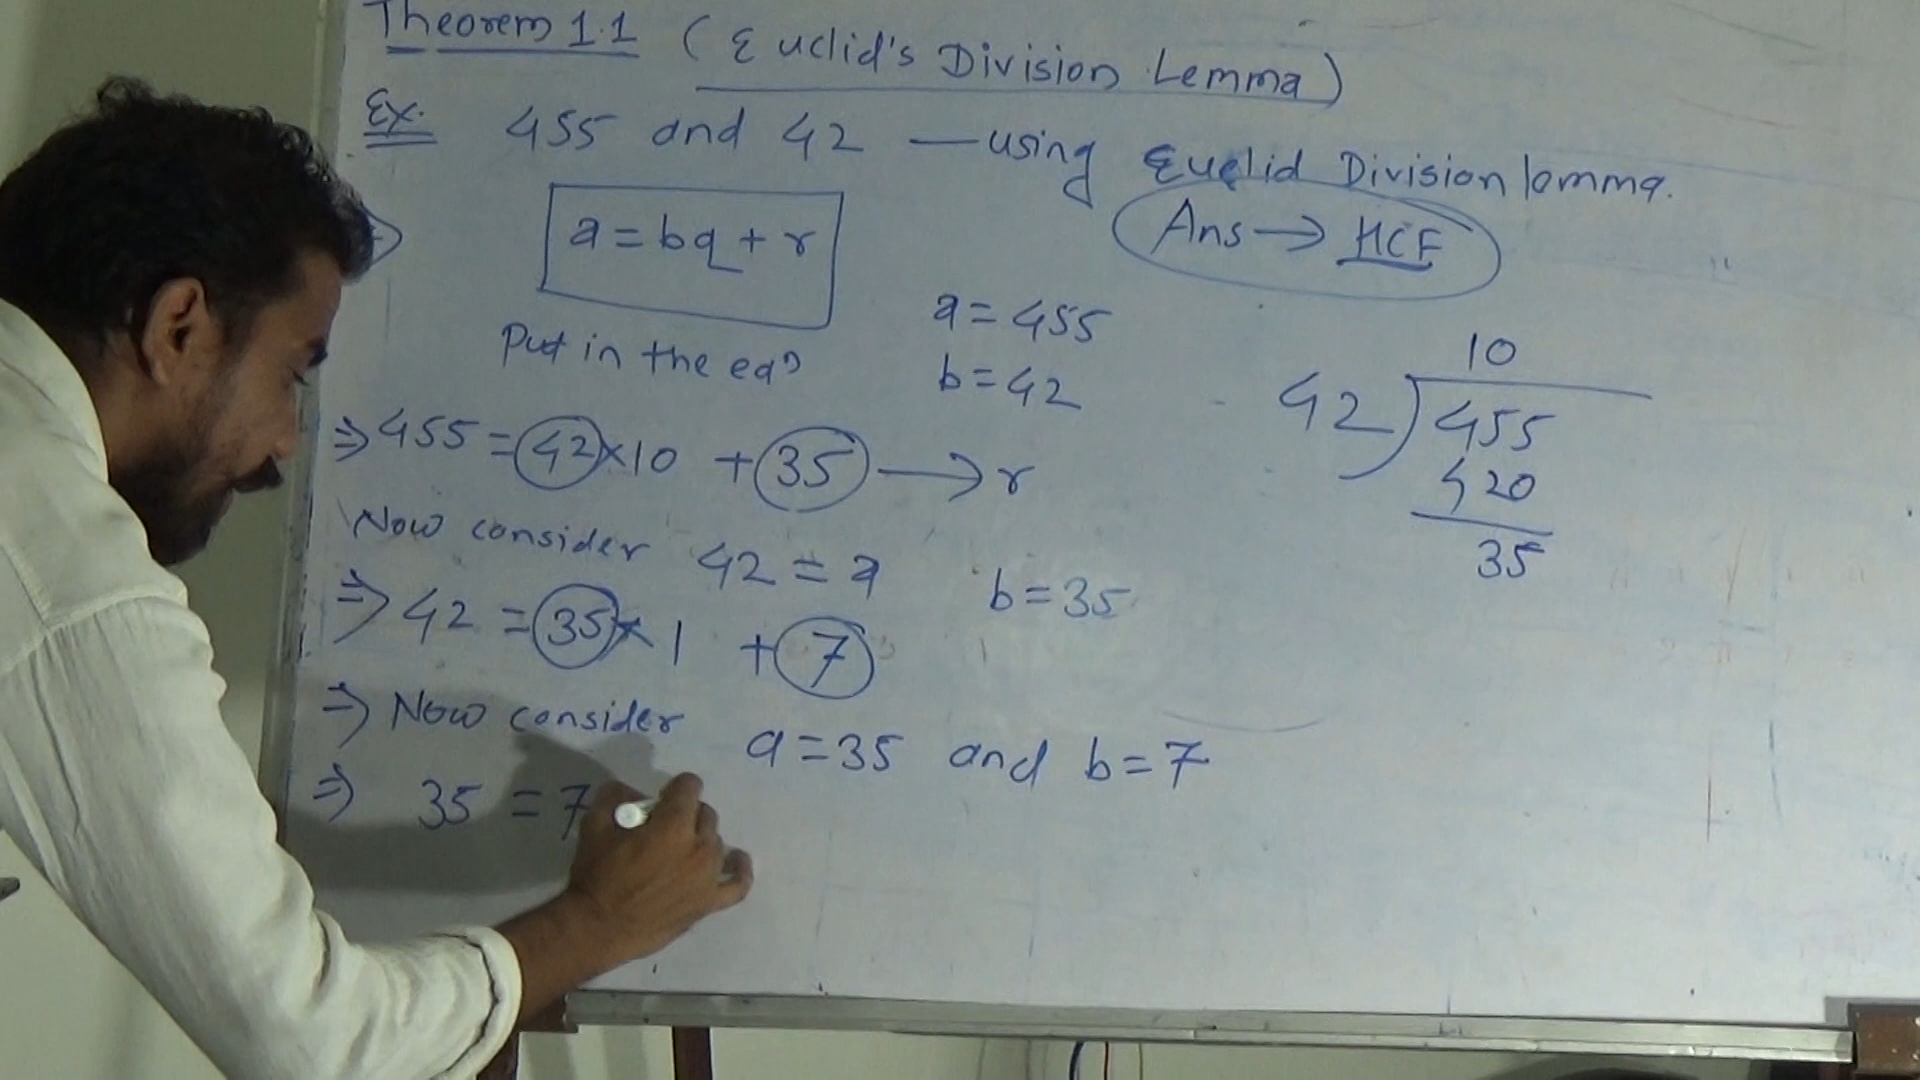 Theorem 1.1 (Euclid's Division Lemma)
Ex. 455 and 42 — using Euclid Division lemma.
a = bq + r
Ans → HCF
a = 455
Put in the eqn
b = 42
10
42 ) 455
420
35
⇒ 455 = 42 × 10 + 35 → r
Now consider 42 = a b = 35
⇒ 42 = 35 × 1 + 7
⇒ Now consider a = 35 and b = 7
⇒ 35 = 7